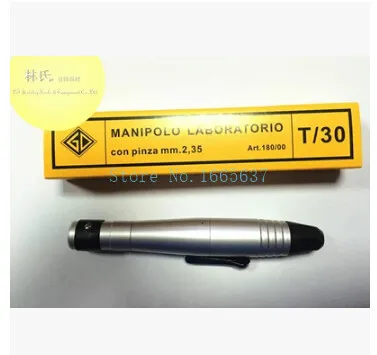 林氏
MANIPOLO LABORATORIO
T/30
con pinza mm.2,35
Art.180/00
Store No.:1665637